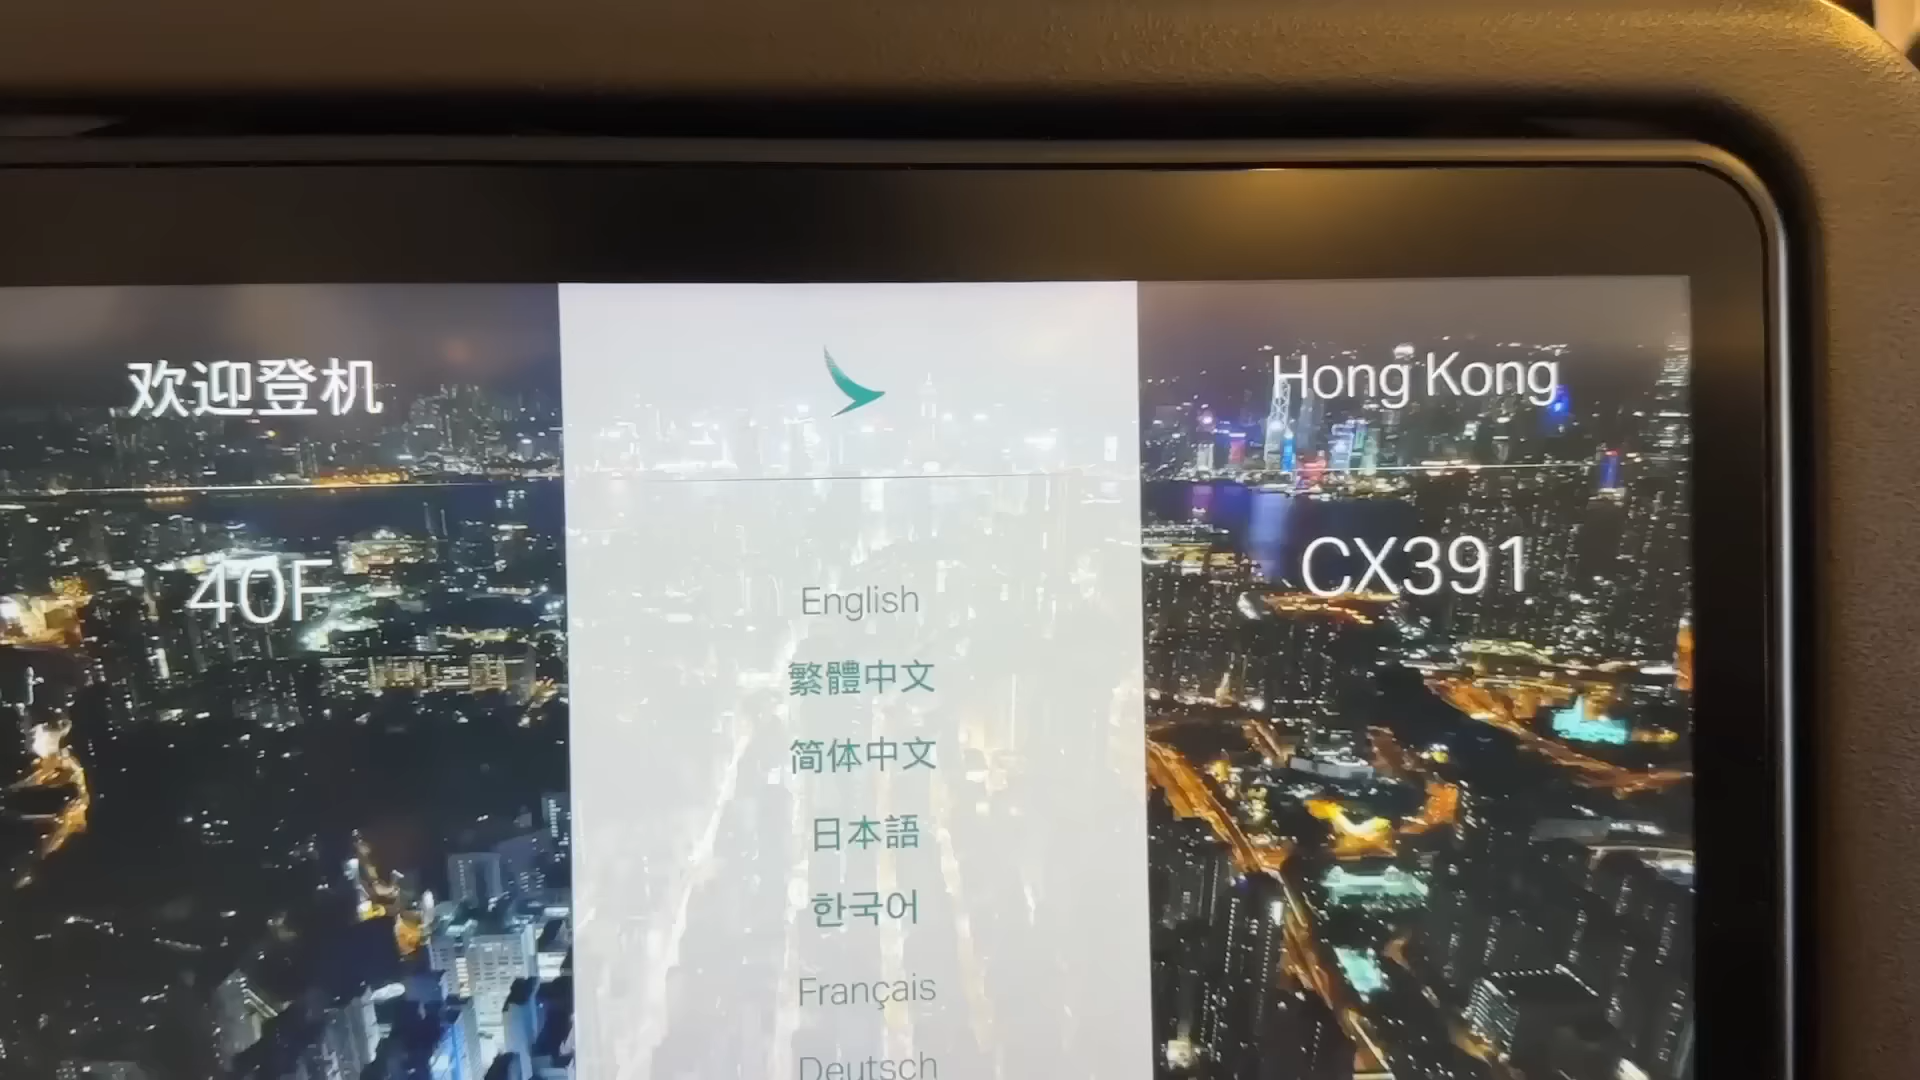 欢迎登机
40F
English
繁體中文
简体中文
日本語
한국어
Français
Deutsch
Hong Kong
CX391